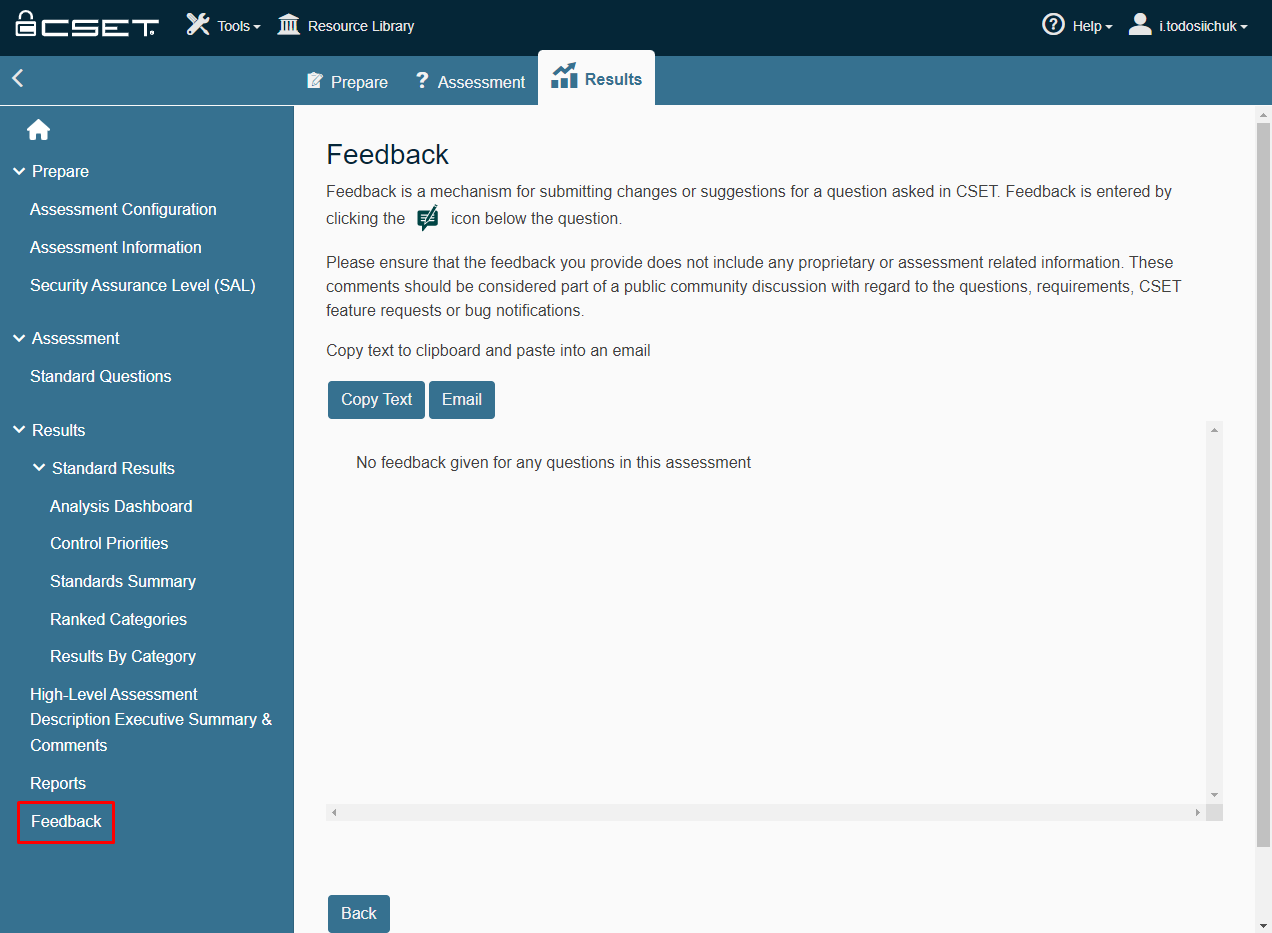 CSET
Tools
Resource Library
Help
i.todosiichuk
Prepare
Assessment
Results
Prepare
Assessment Configuration
Assessment Information
Security Assurance Level (SAL)
Assessment
Standard Questions
Results
Standard Results
Analysis Dashboard
Control Priorities
Standards Summary
Ranked Categories
Results By Category
High-Level Assessment
Description Executive Summary &
Comments
Reports
Feedback
Feedback
Feedback is a mechanism for submitting changes or suggestions for a question asked in CSET. Feedback is entered by
clicking the icon below the question.
Please ensure that the feedback you provide does not include any proprietary or assessment related information. These
comments should be considered part of a public community discussion with regard to the questions, requirements, CSET
feature requests or bug notifications.
Copy text to clipboard and paste into an email
Copy Text
Email
No feedback given for any questions in this assessment
Back